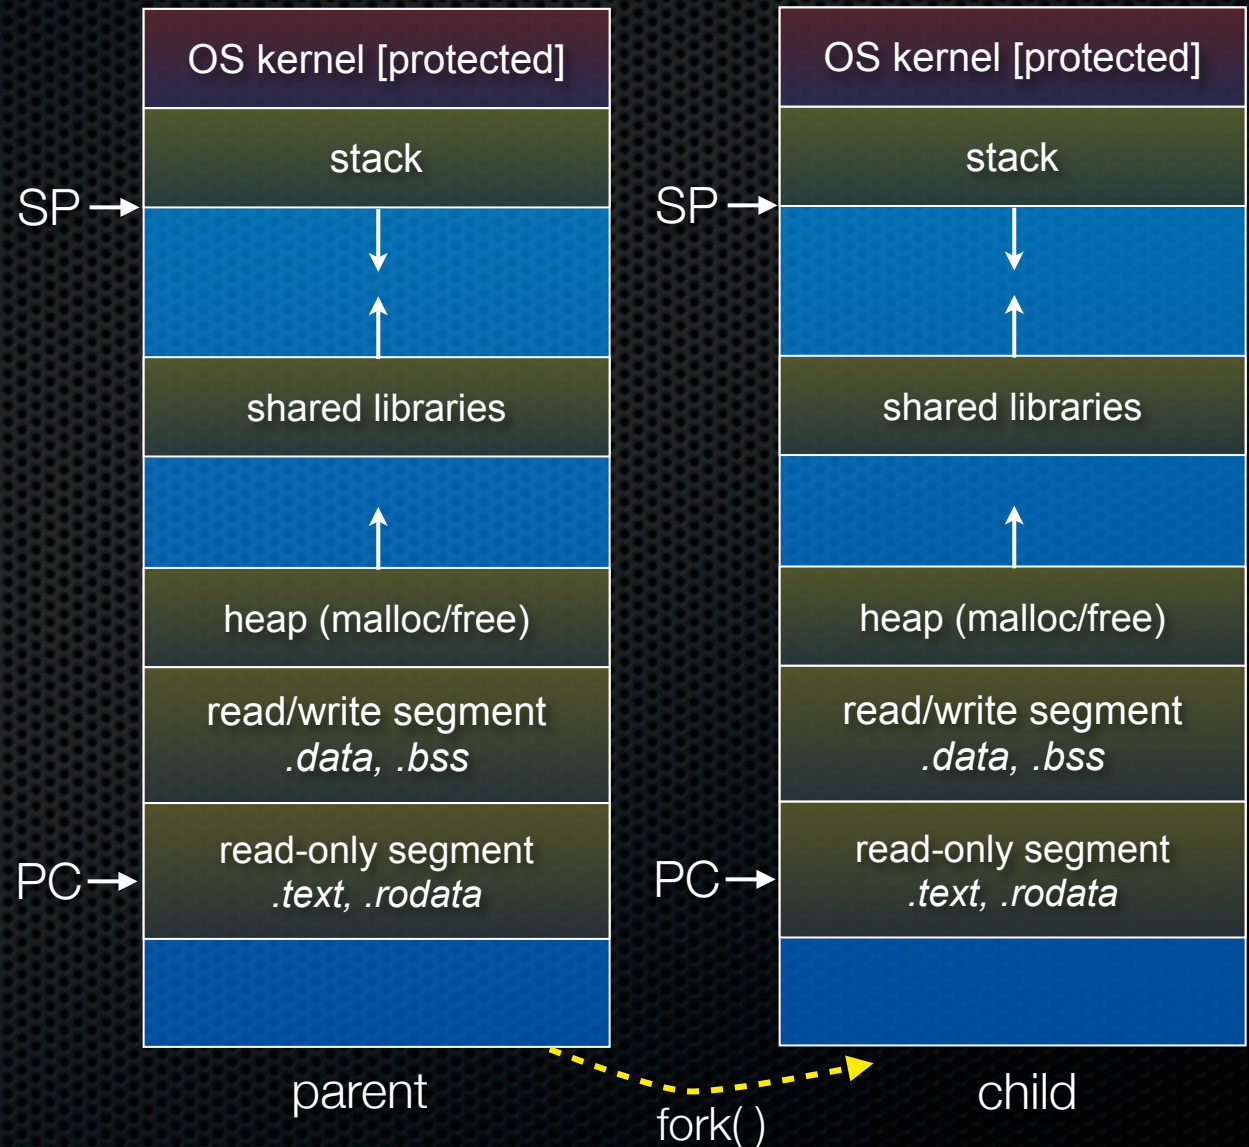 OS kernel [protected]
stack
SP
shared libraries
heap (malloc/free)
read/write segment
.data, .bss
read-only segment
.text, .rodata
PC
parent
OS kernel [protected]
stack
SP
shared libraries
heap (malloc/free)
read/write segment
.data, .bss
read-only segment
.text, .rodata
PC
child
fork( )